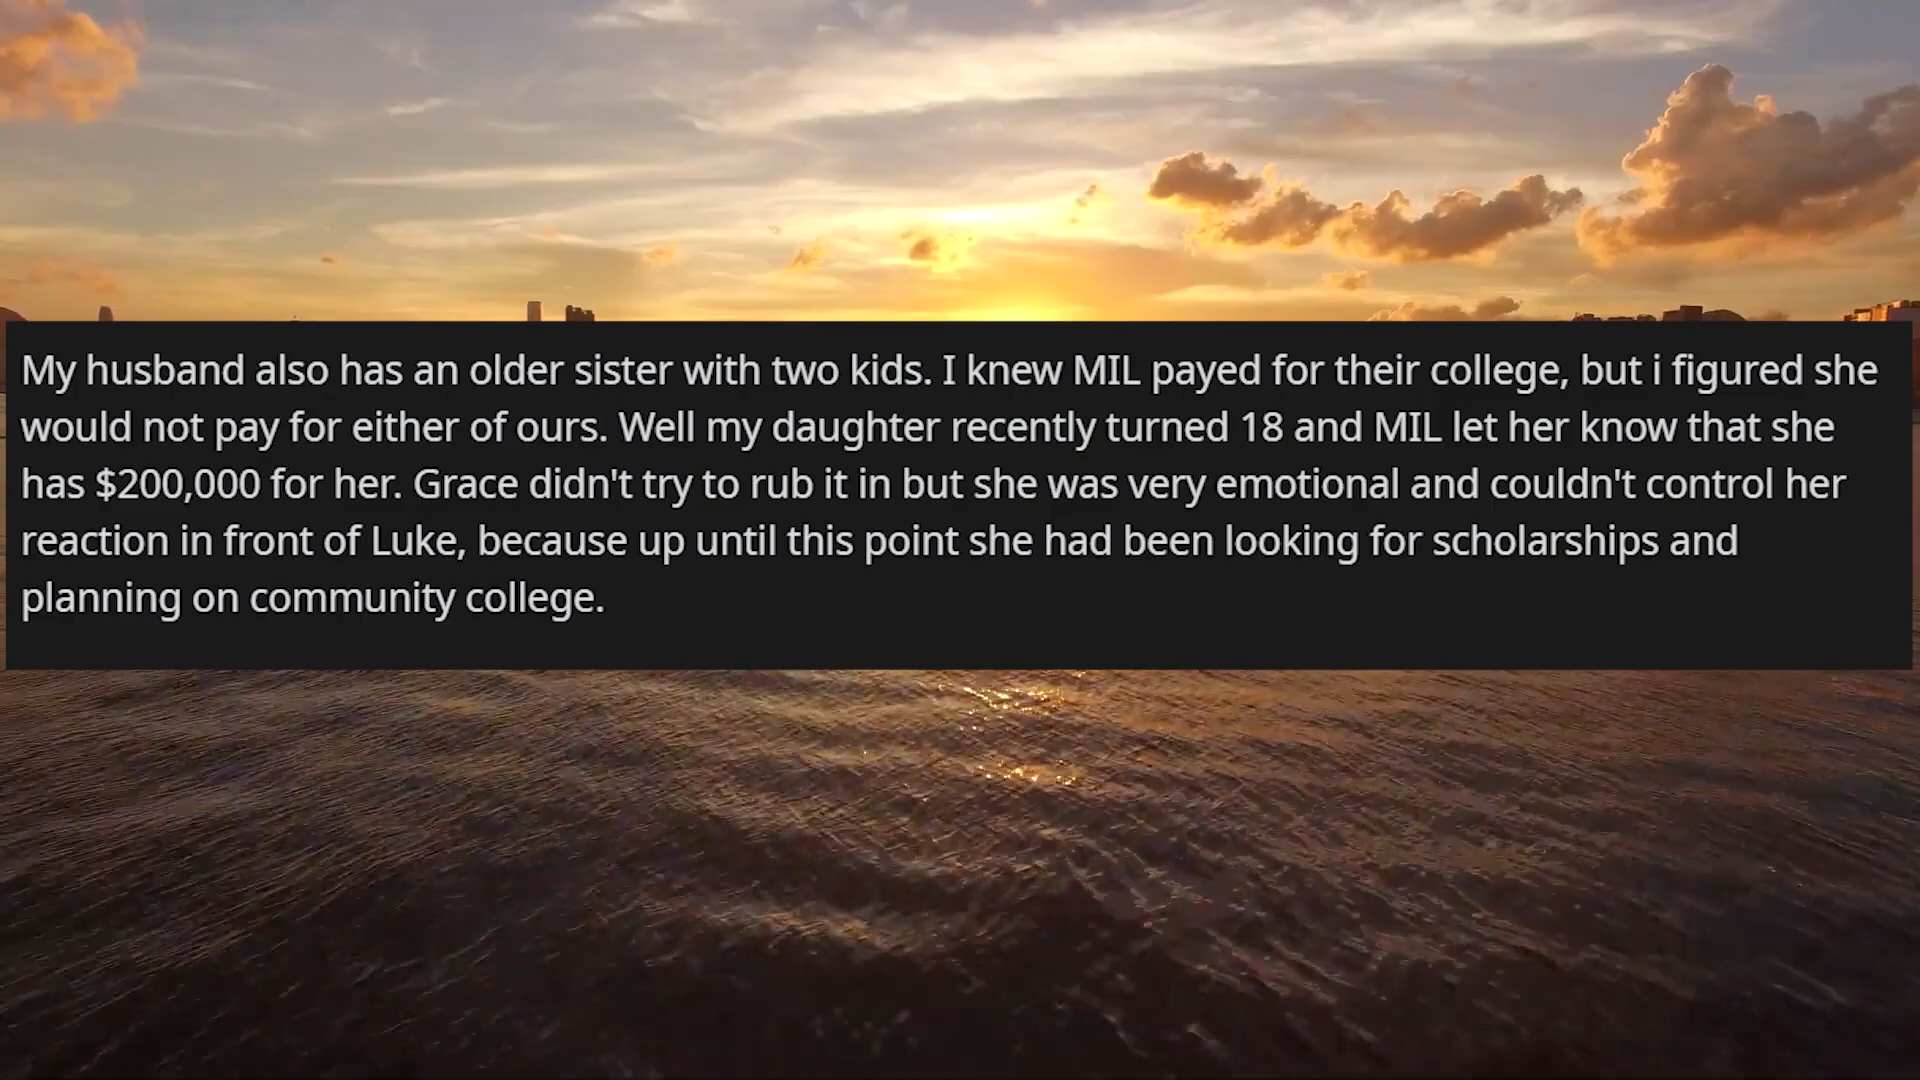 My husband also has an older sister with two kids. I knew MIL payed for their college, but i figured she
would not pay for either of ours. Well my daughter recently turned 18 and MIL let her know that she
has $200,000 for her. Grace didn't try to rub it in but she was very emotional and couldn't control her
reaction in front of Luke, because up until this point she had been looking for scholarships and
planning on community college.